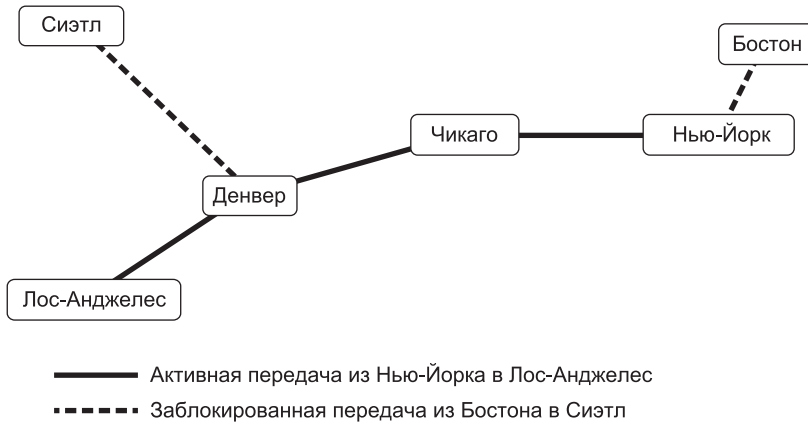 Сиэтл
Бостон
Чикаго
Нью-Йорк
Денвер
Лос-Анджелес
Активная передача из Нью-Йорка в Лос-Анджелес
Заблокированная передача из Бостона в Сиэтл